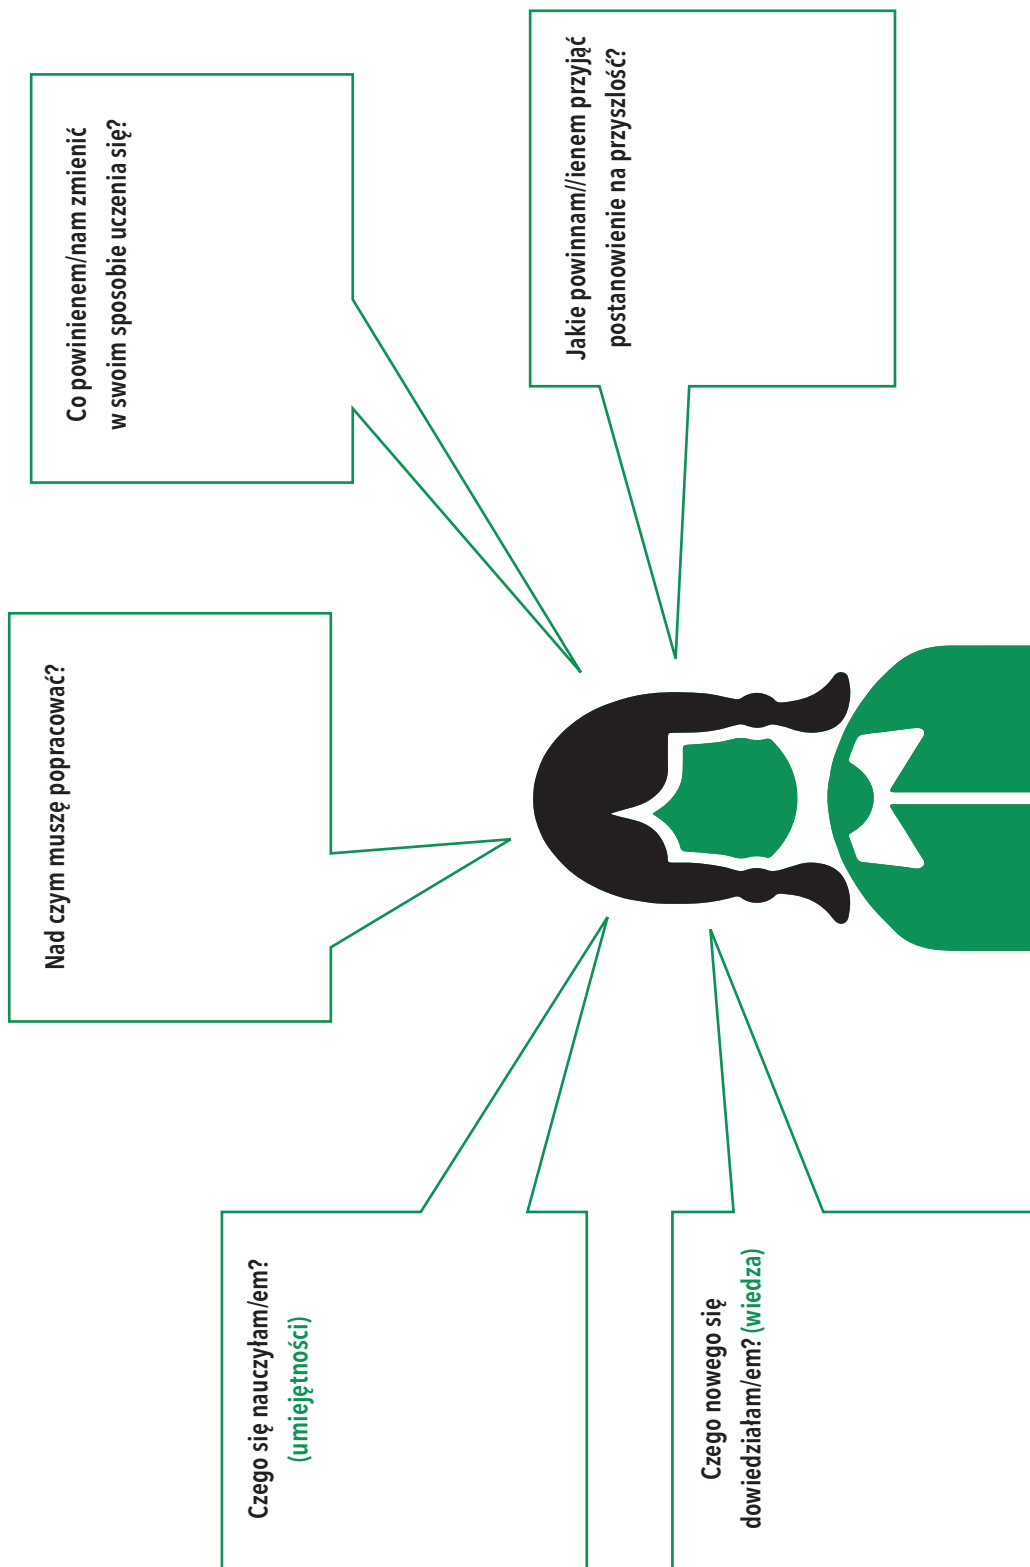 Czego nowego się
dowiedziałam/em? (wiedza)
Czego się nauczyłam/em?
(umiejętności)
Nad czym muszę popracować?
Co powinienem/nam zmienić
w swoim sposobie uczenia się?
Jakie powinnam//ienem przyjąć
postanowienie na przyszlość?